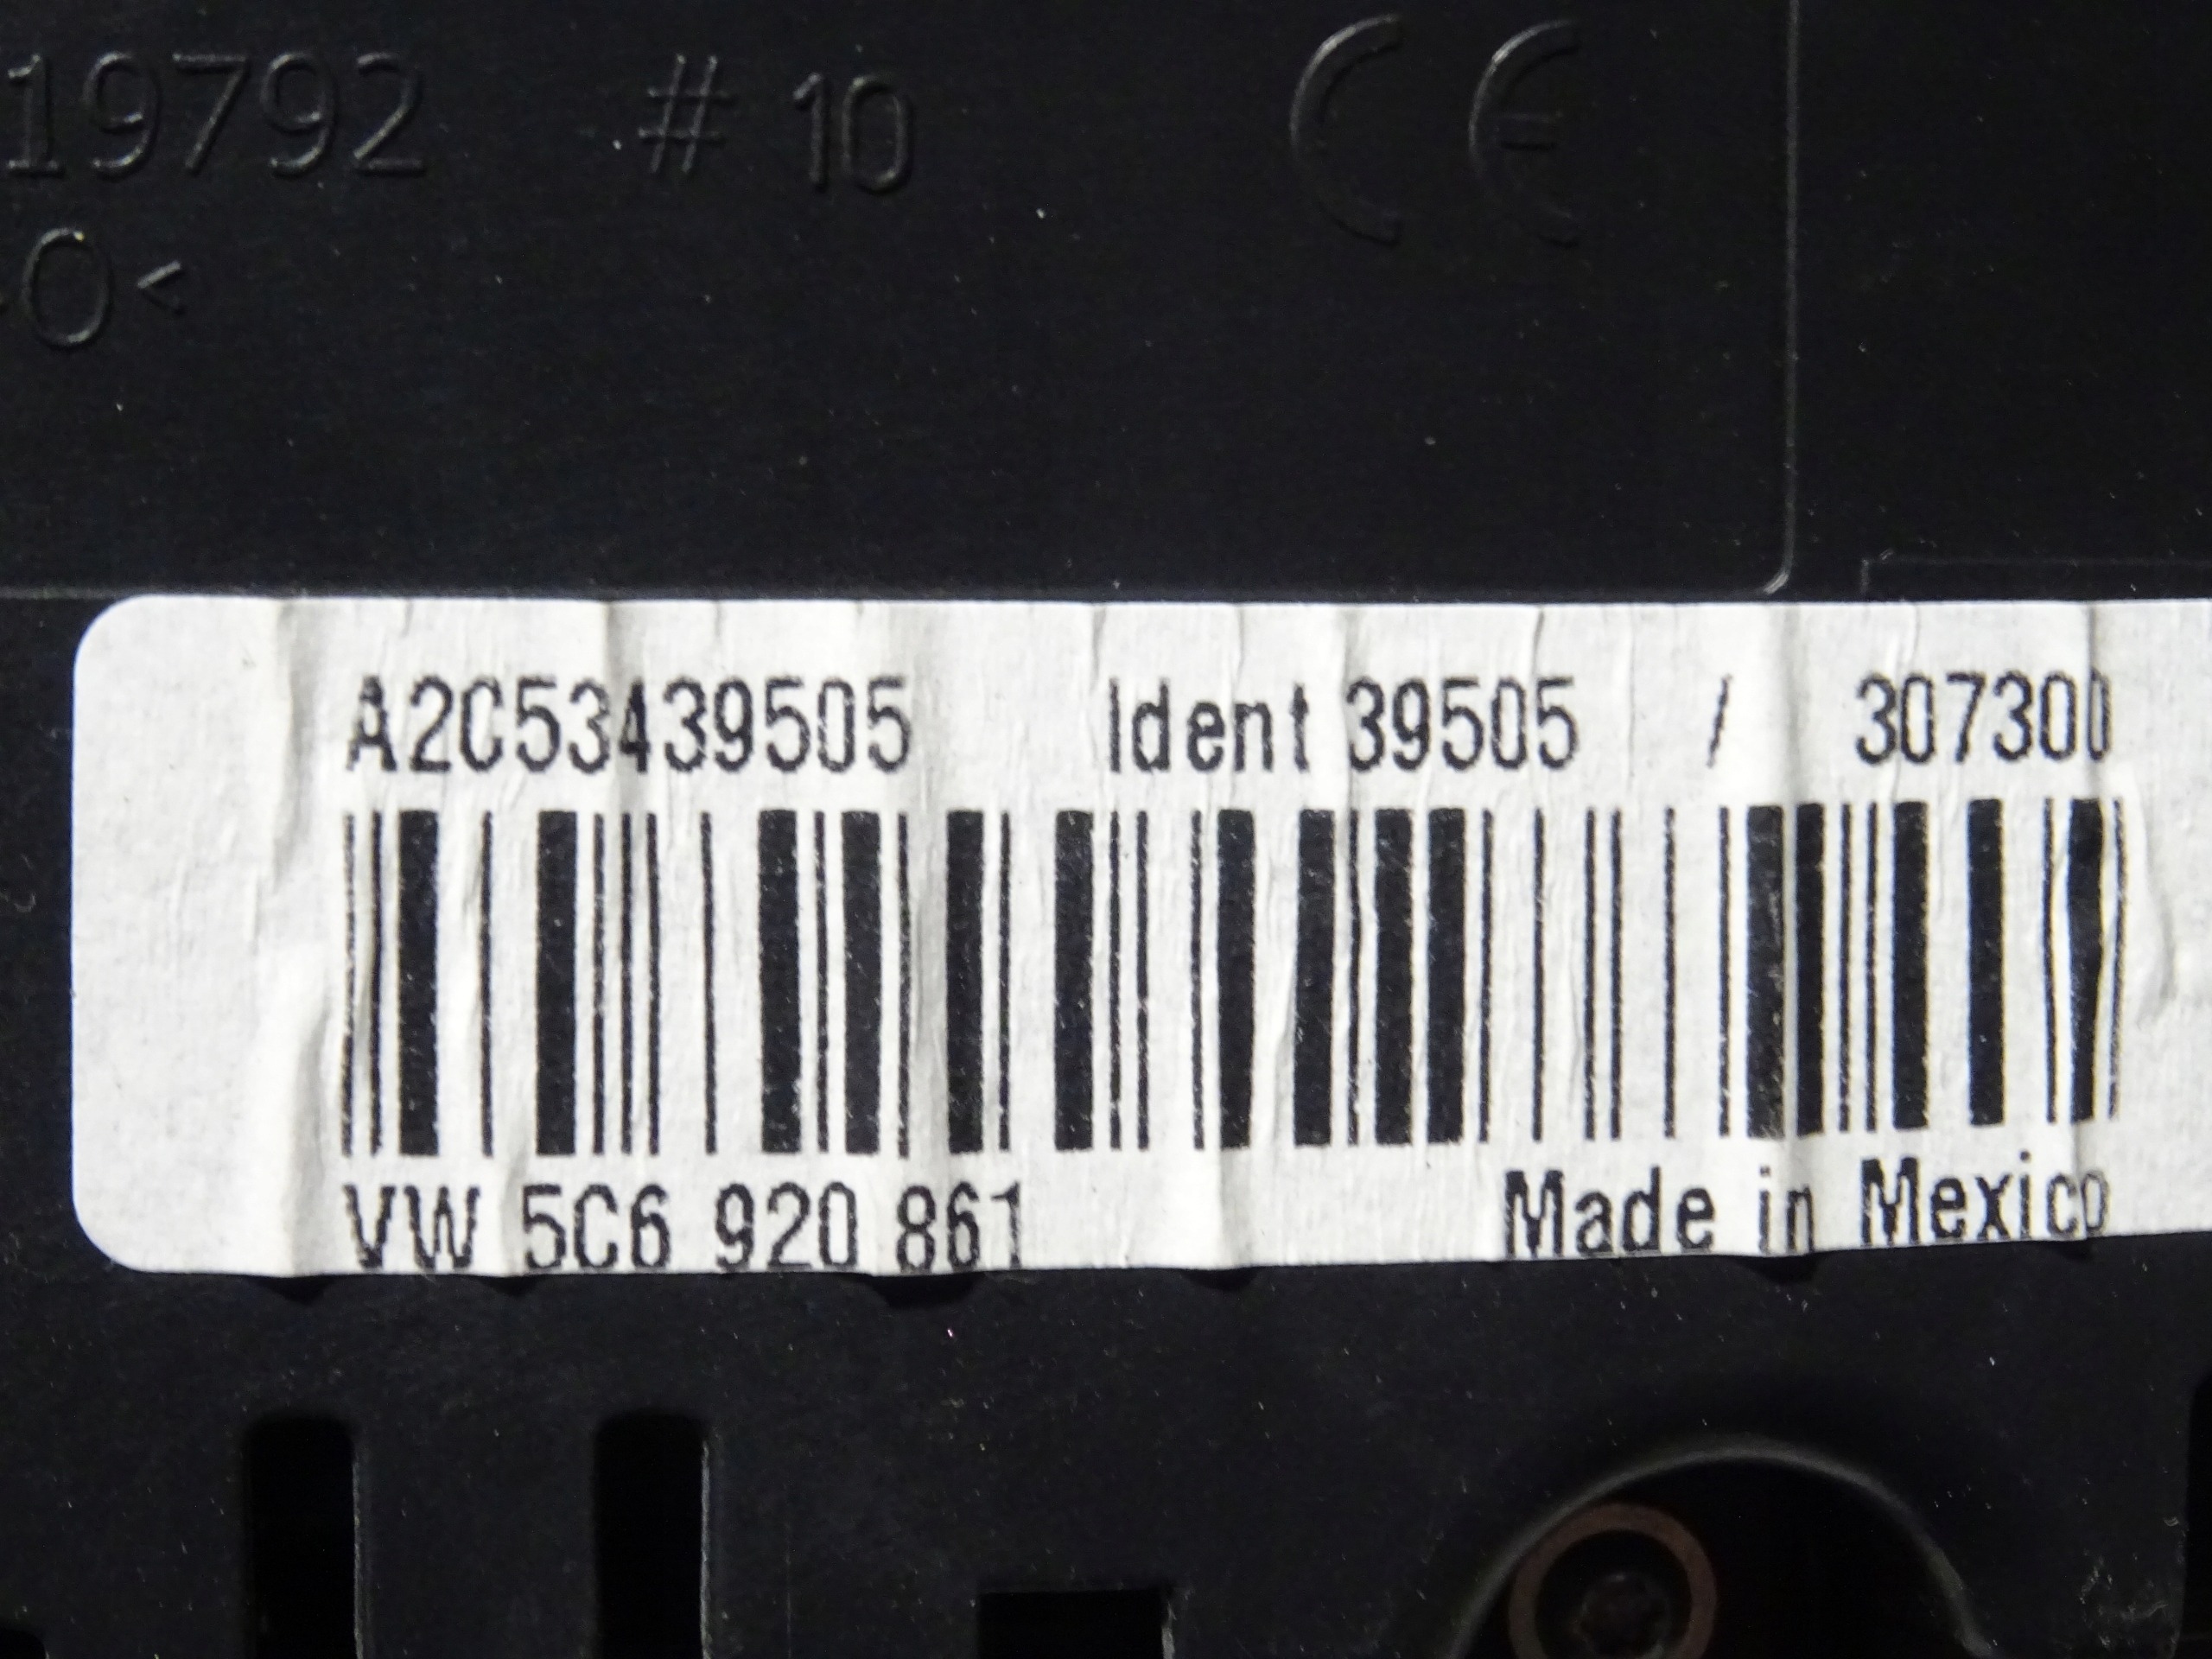 19792 # 10 CE
O<
A2C53439505 Ident 39505 / 307300
VW 5C6 920 861 Made in Mexico